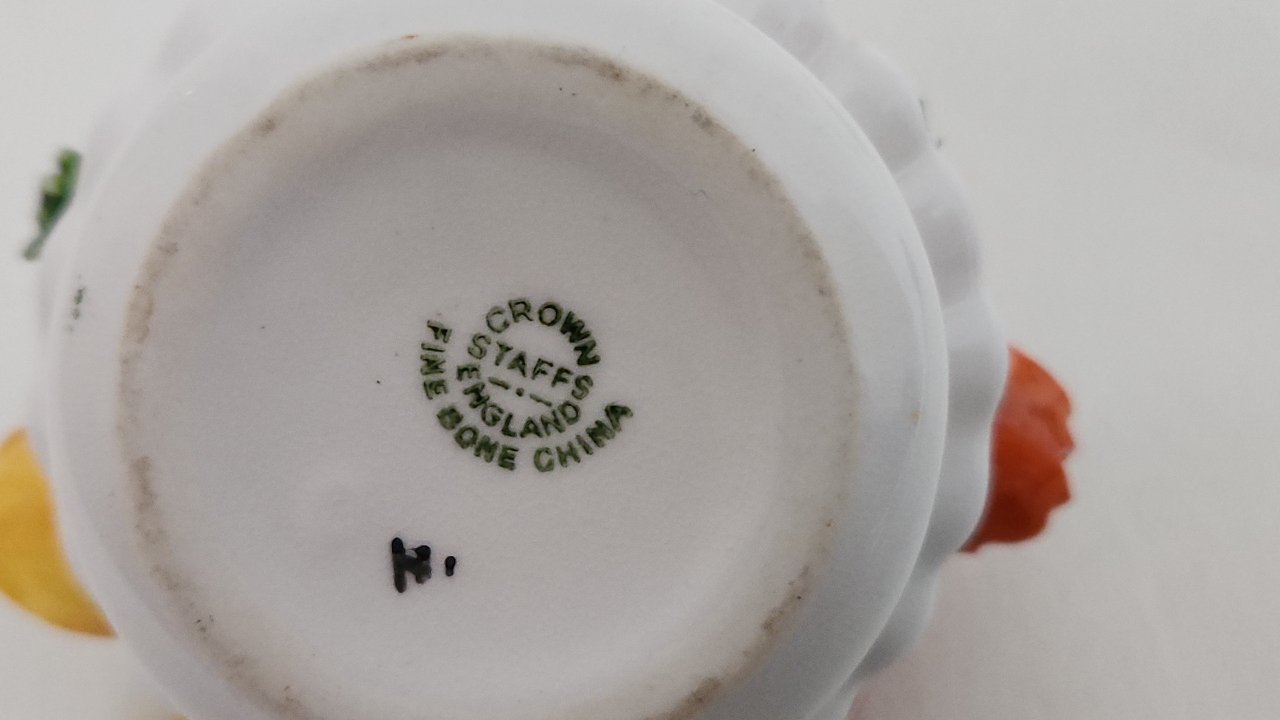 CROWN
STAFFS
ENGLAND
FINE BONE CHINA